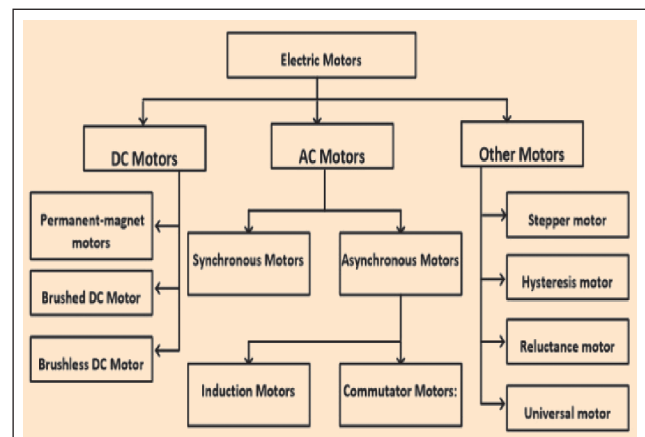 Electric Motors
DC Motors
AC Motors
Other Motors
Permanent-magnet
motors
Brushed DC Motor
Brushless DC Motor
Synchronous Motors
Asynchronous Motors
Induction Motors
Commutator Motors:
Stepper motor
Hysteresis motor
Reluctance motor
Universal motor